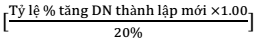 [Tỷ lệ % tăng DN thành lập mới ×1.00
20%]